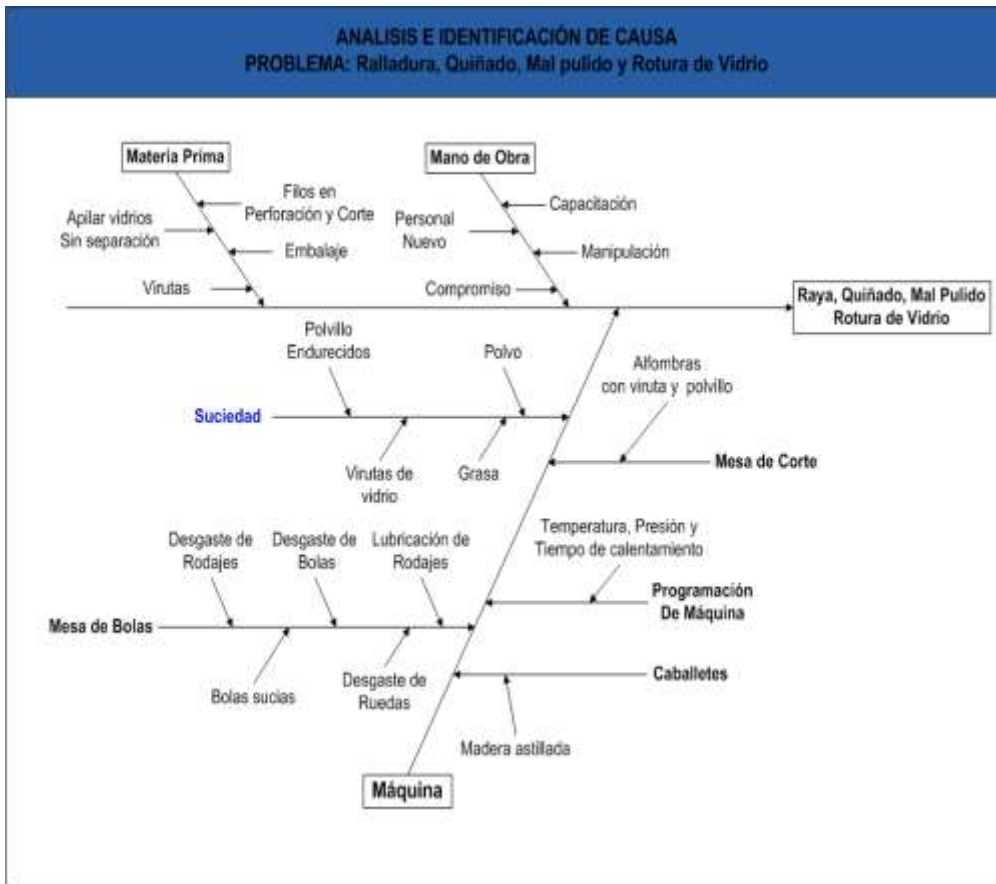 ANALISIS E IDENTIFICACIÓN DE CAUSA
PROBLEMA: Ralladura, Quiñado, Mal pulido y Rotura de Vidrio
Materia Prima
Mano de Obra
Filos en
Perforación y Corte
Apilar vidrios
Sin separación
Embalaje
Virutas
Capacitación
Personal
Nuevo
Manipulación
Compromiso
Raya, Quiñado, Mal Pulido
Rotura de Vidrio
Polvillo
Endurecidos
Polvo
Alfombras
con viruta y polvillo
Suciedad
Virutas de
vidrio
Grasa
Mesa de Corte
Desgaste de
Rodajes
Desgaste de
Bolas
Lubricación de
Rodajes
Temperatura, Presión y
Tiempo de calentamiento
Programación
De Máquina
Mesa de Bolas
Bolas sucias
Desgaste de
Ruedas
Caballetes
Madera astillada
Máquina